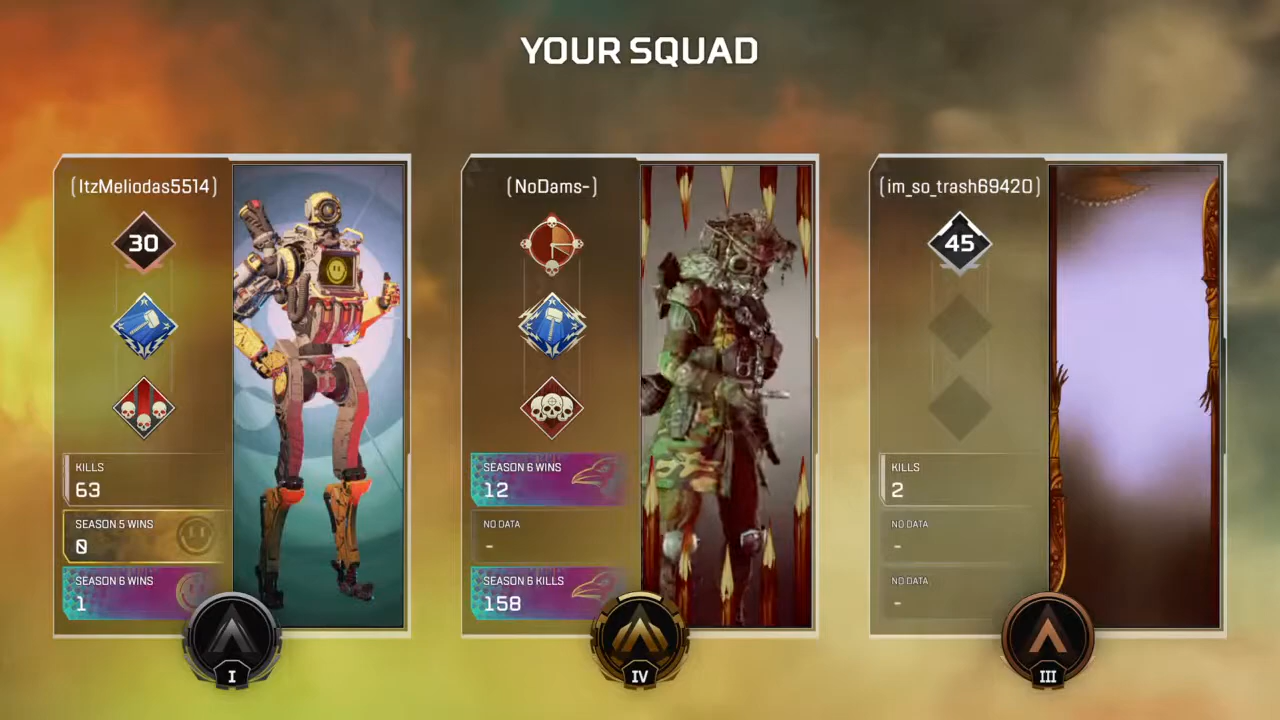 YOUR SQUAD
[ItzMeliodas5514]
30
KILLS
63
SEASON 5 WINS
0
SEASON 6 WINS
1
I
[NoDams-]
SEASON 6 WINS
12
NO DATA
-
SEASON 6 KILLS
158
IV
[im_so_trash69420]
45
KILLS
2
NO DATA
-
NO DATA
-
III